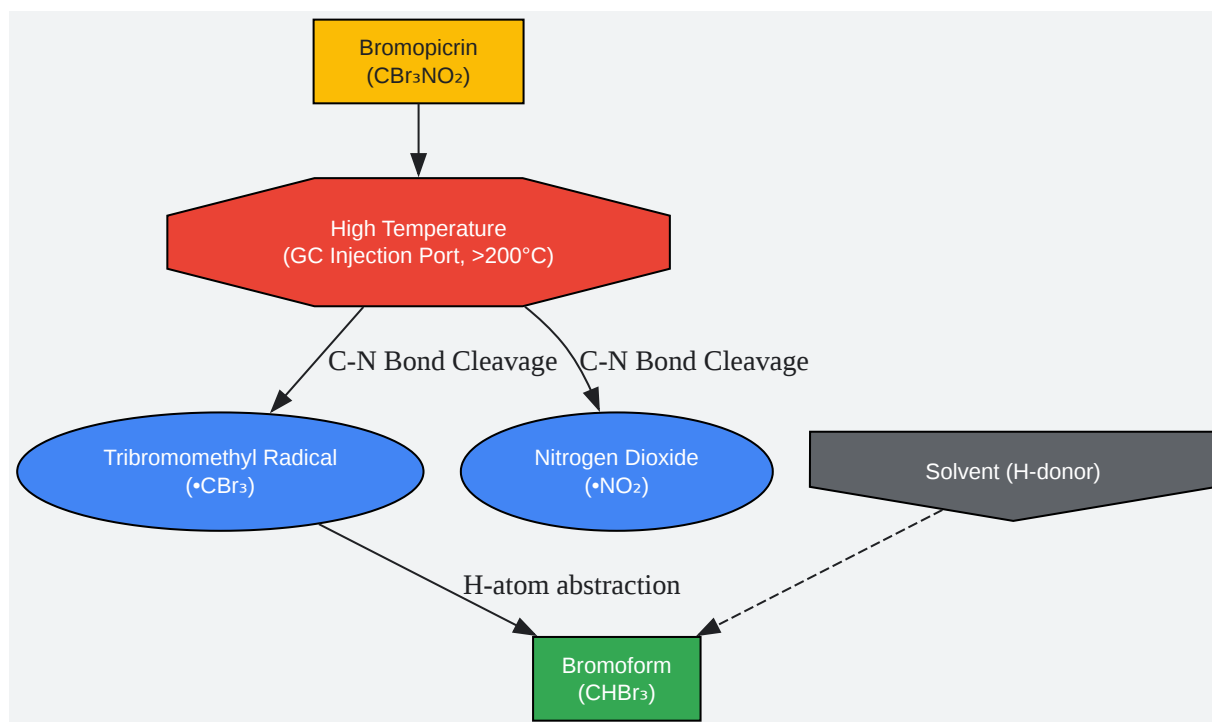 Bromopicrin
(CBr₃NO₂)
High Temperature
(GC Injection Port, >200°C)
C-N Bond Cleavage
C-N Bond Cleavage
Tribromomethyl Radical
(•CBr₃)
Nitrogen Dioxide
(•NO₂)
Solvent (H-donor)
H-atom abstraction
Bromoform
(CHBr₃)